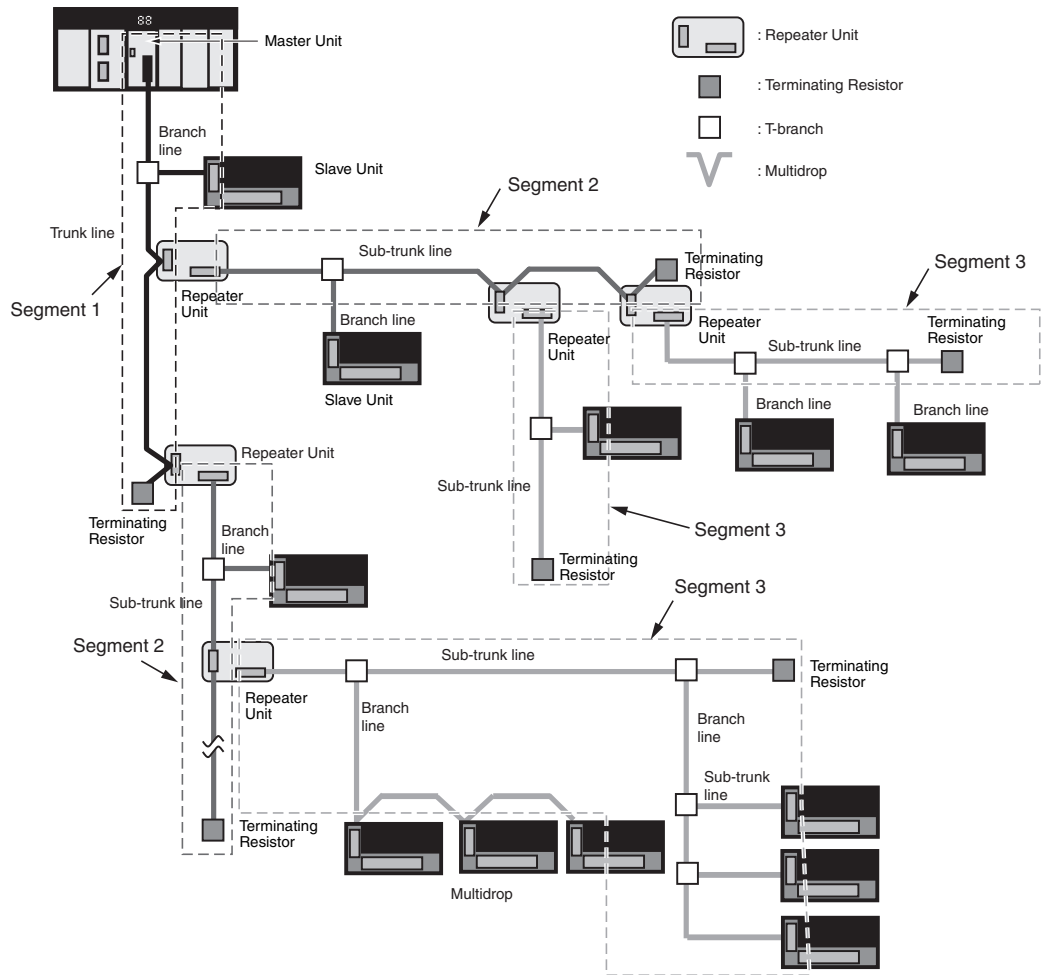 88
Master Unit
: Repeater Unit
: Terminating Resistor
: T-branch
: Multidrop
Branch
line
Slave Unit
Segment 2
Trunk line
Sub-trunk line
Terminating
Resistor
Segment 3
Segment 1
Repeater
Unit
Branch line
Repeater
Unit
Repeater
Unit
Sub-trunk line
Terminating
Resistor
Slave Unit
Branch line
Branch line
Repeater Unit
Sub-trunk line
Terminating
Resistor
Segment 3
Branch
line
Terminating
Resistor
Sub-trunk line
Segment 3
Segment 2
Sub-trunk line
Terminating
Resistor
Repeater
Unit
Branch
line
Branch
line
Sub-trunk
line
Terminating
Resistor
Multidrop